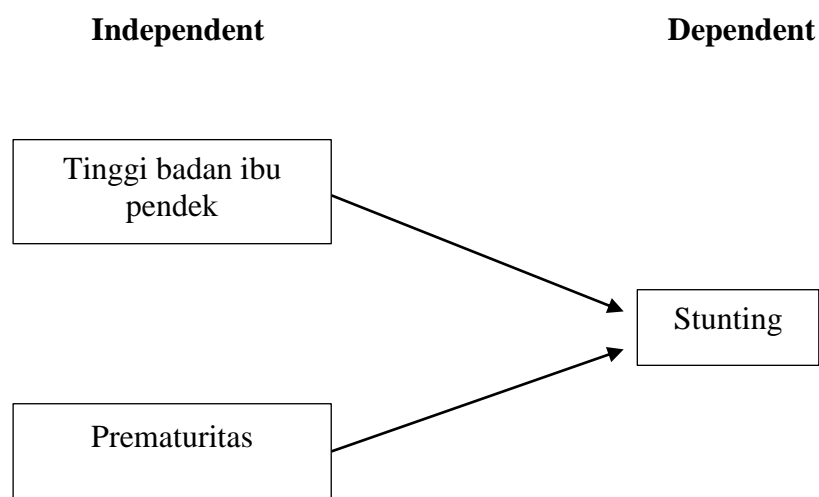 Independent
Dependent
Tinggi badan ibu
pendek
Stunting
Prematuritas